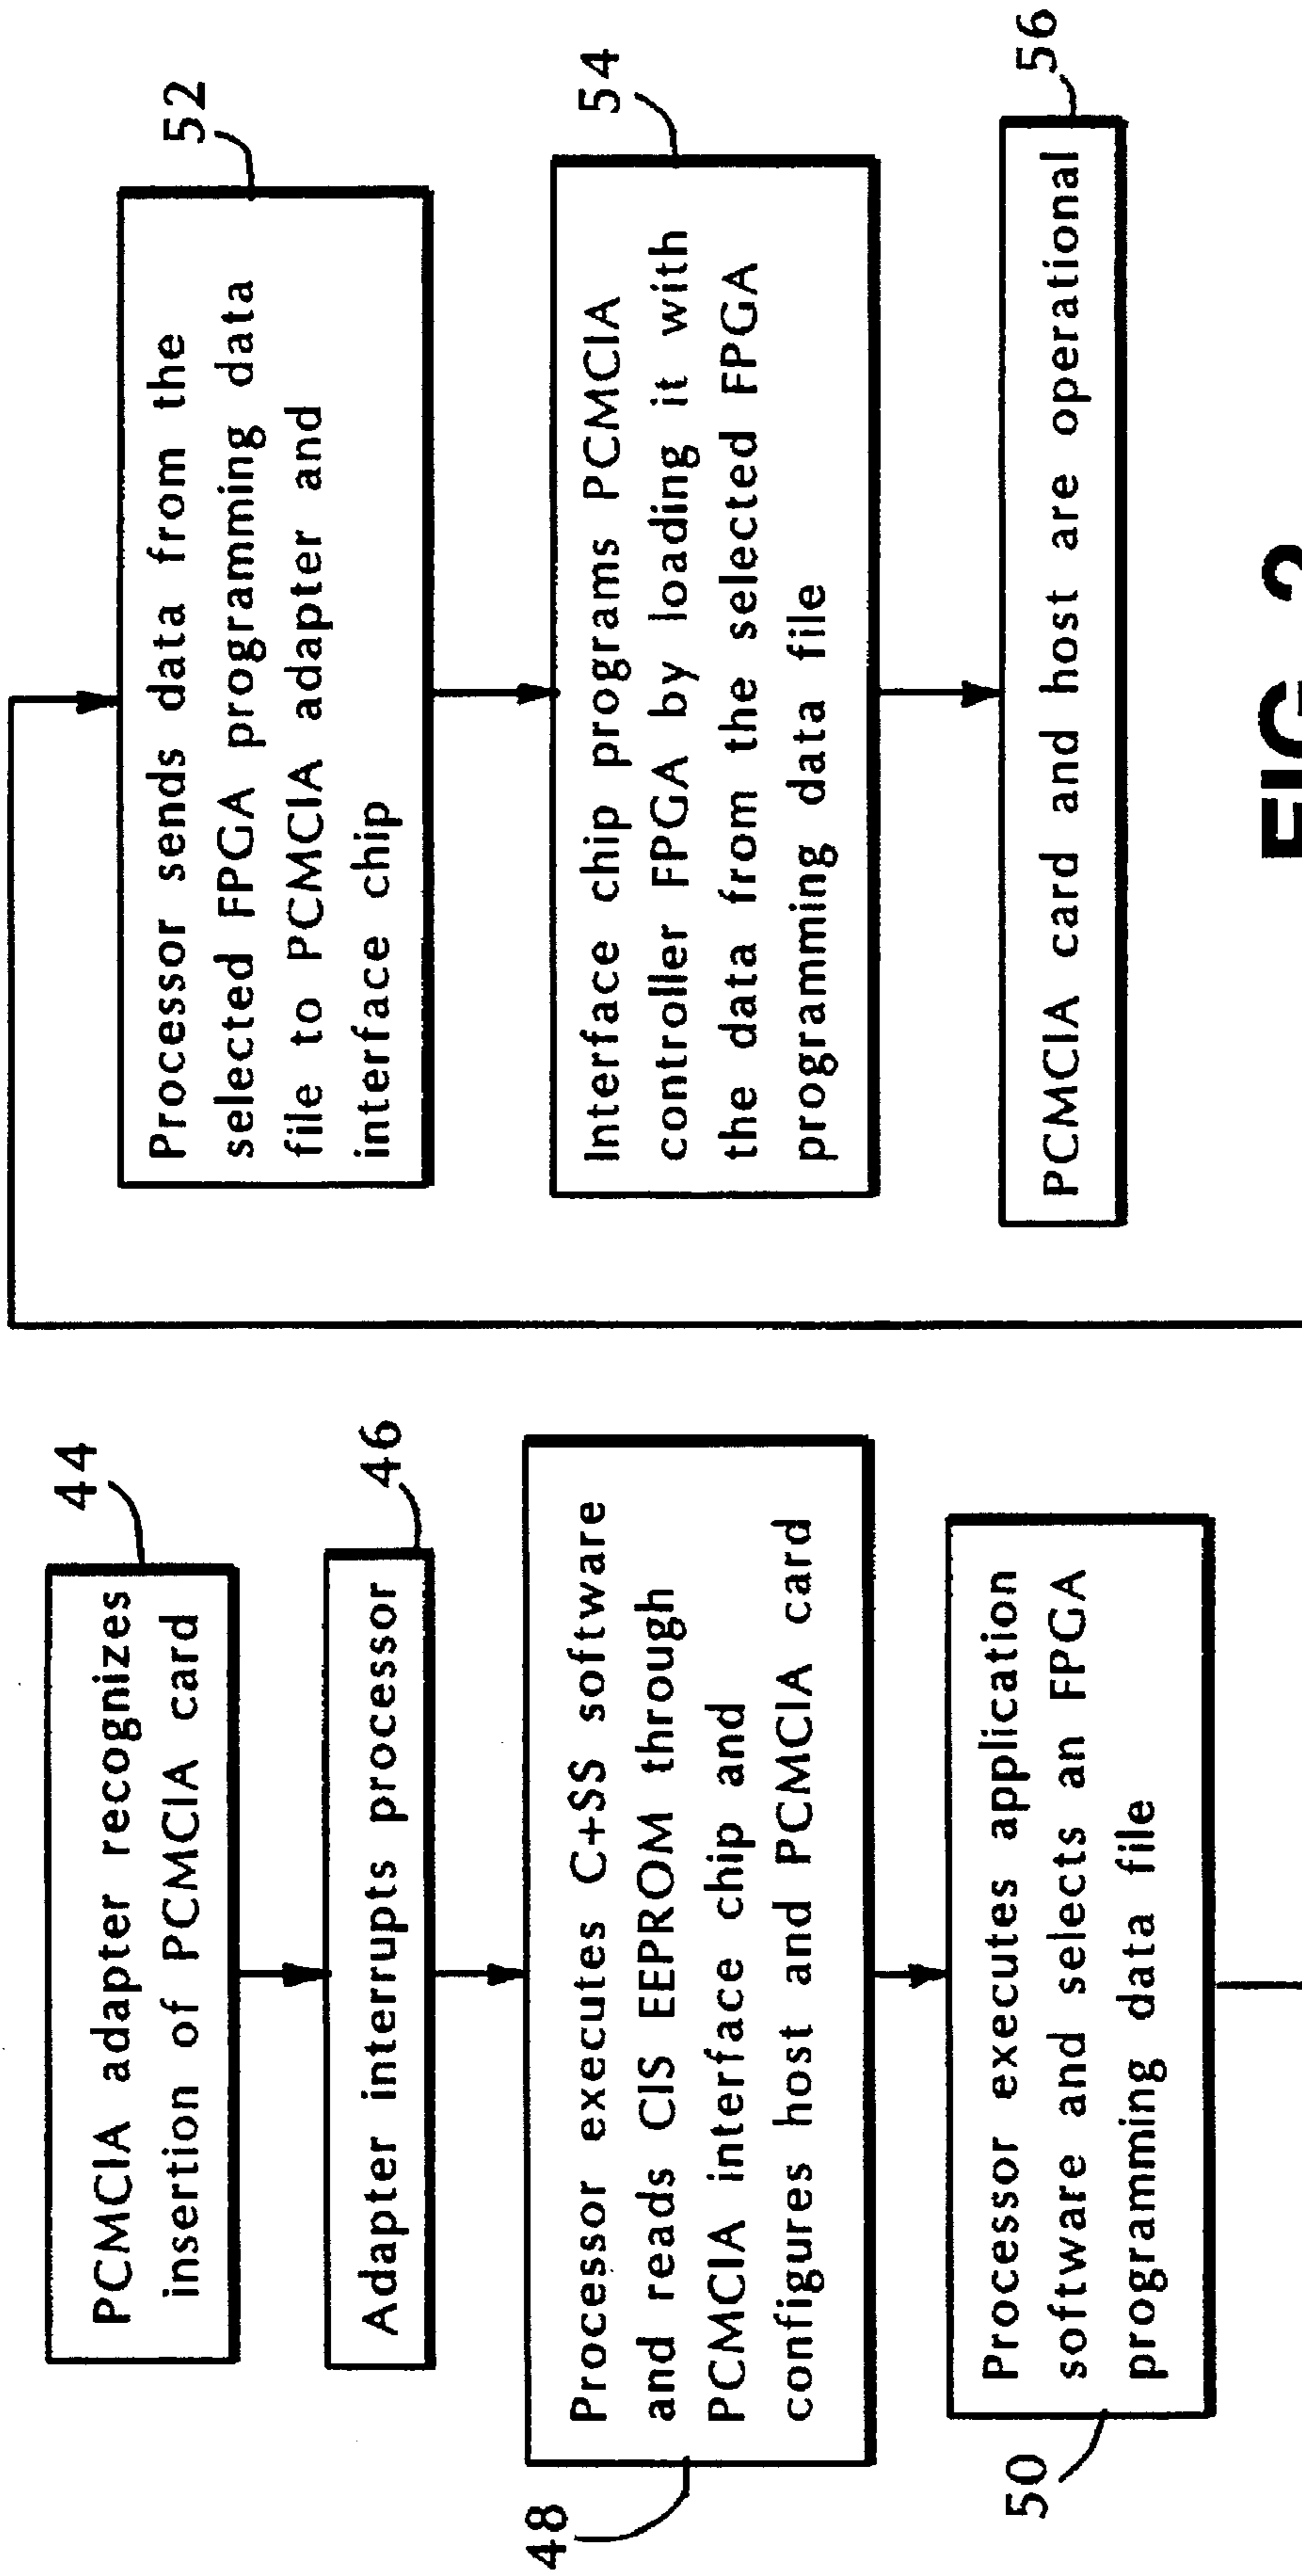 44
PCMCIA adapter recognizes
insertion of PCMCIA card
46
Adapter interrupts processor
48
Processor executes C+SS software
and reads CIS EEPROM through
PCMCIA interface chip and
configures host and PCMCIA card
50
Processor executes application
software and selects an FPGA
programming data file
52
Processor sends data from the
selected FPGA programming data
file to PCMCIA adapter and
interface chip
54
Interface chip programs PCMCIA
controller FPGA by loading it with
the data from the selected FPGA
programming data file
56
PCMCIA card and host are operational
FIG. 2